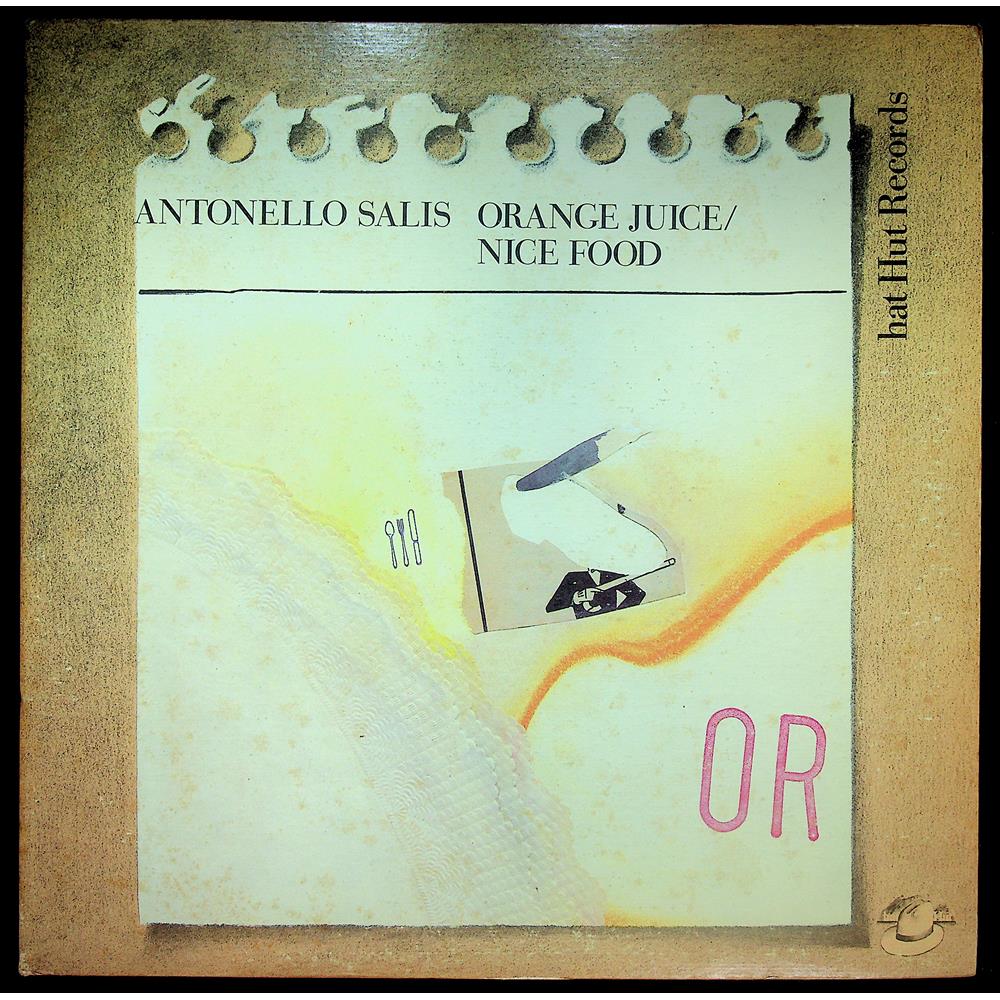 ANTONELLO SALIS ORANGE JUICE/
NICE FOOD
hat Hut Records
OR